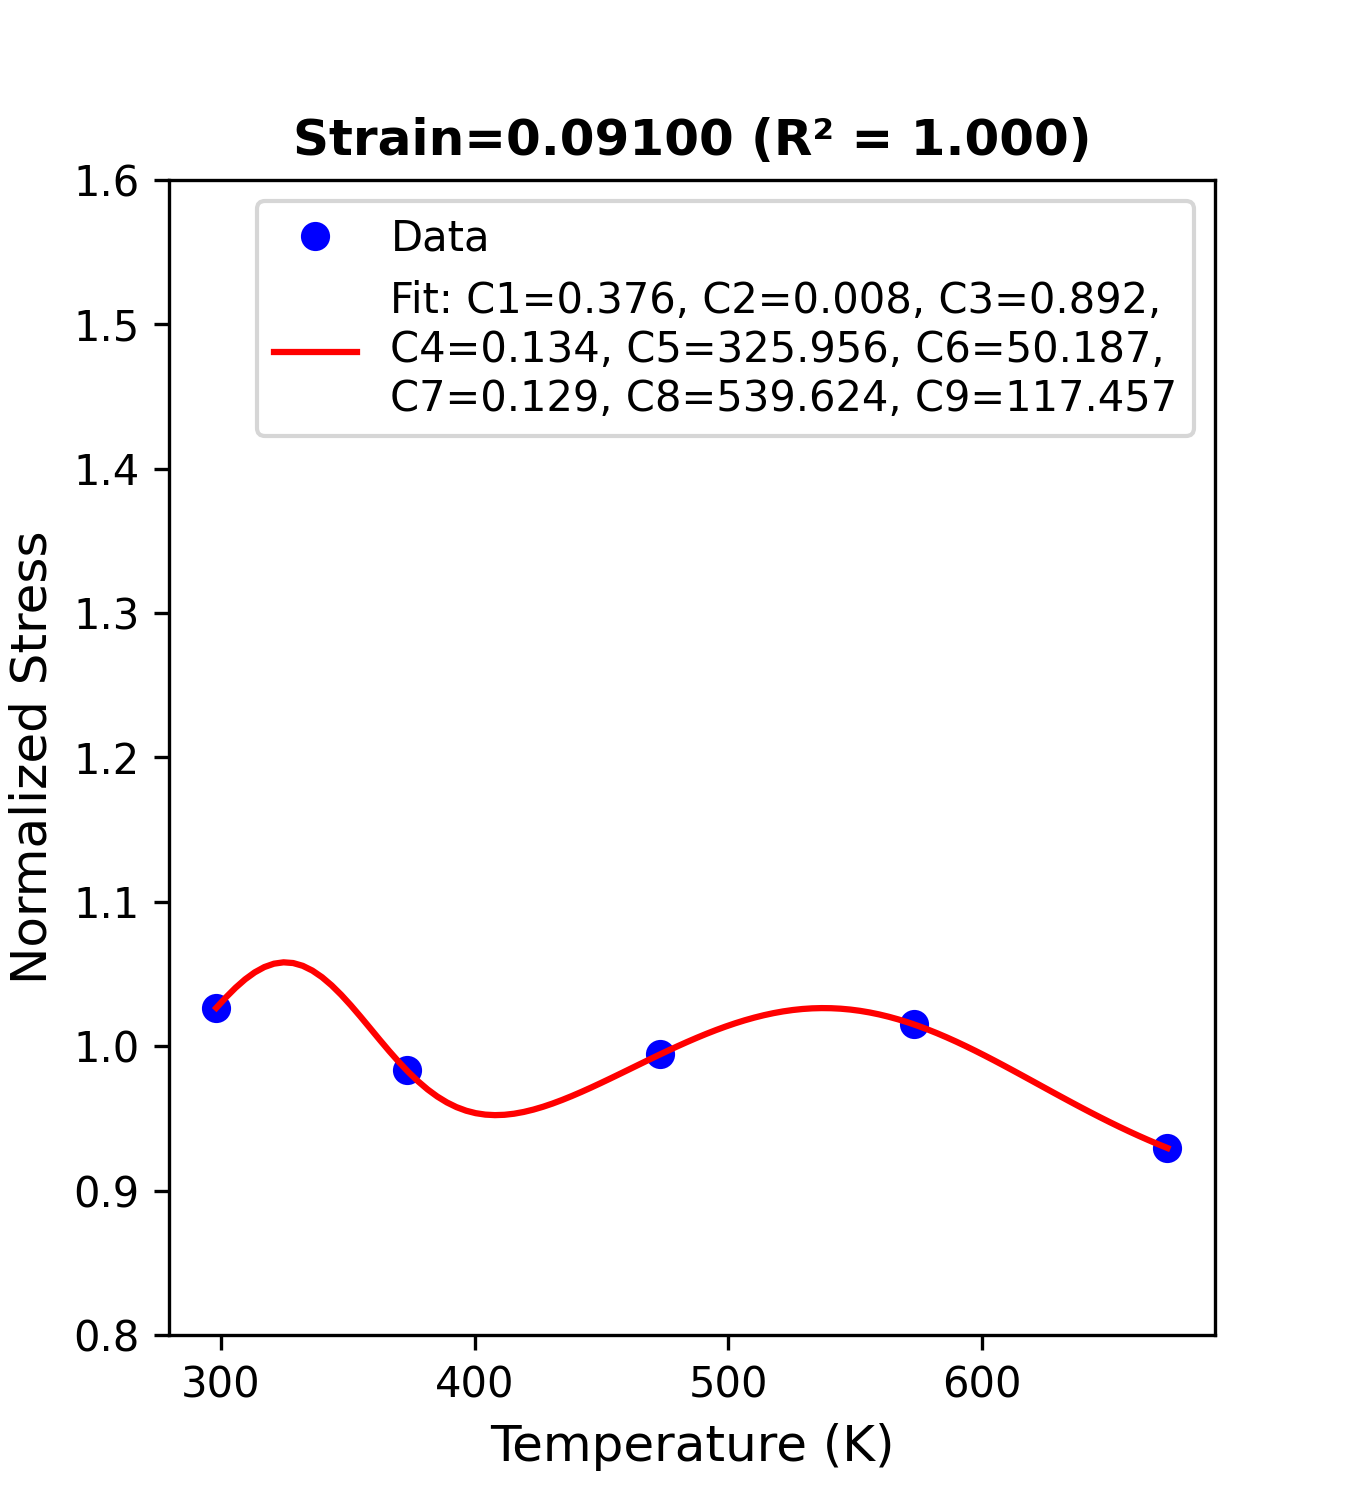 Strain=0.09100 (R² = 1.000)
1.6
1.5
1.4
1.3
1.2
1.1
1.0
0.9
0.8
Normalized Stress
Data
Fit: C1=0.376, C2=0.008, C3=0.892,
C4=0.134, C5=325.956, C6=50.187,
C7=0.129, C8=539.624, C9=117.457
300 400 500 600
Temperature (K)